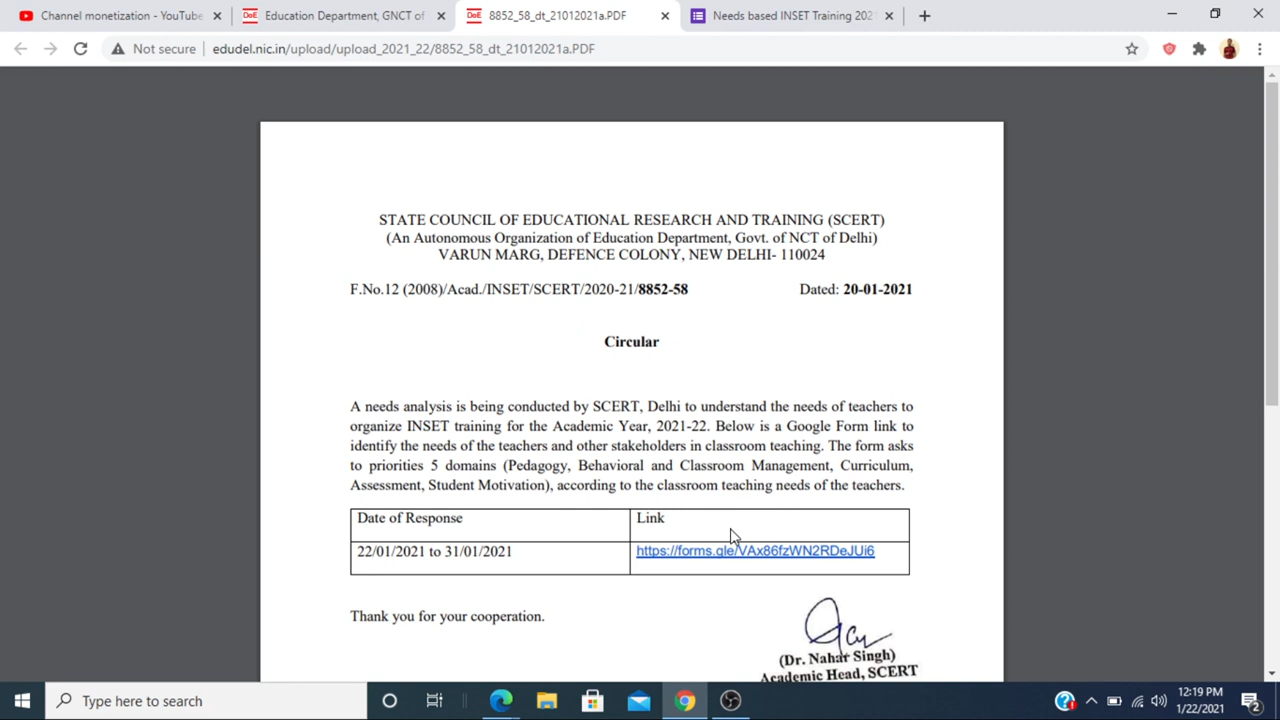 Channel monetization - YouTube
Education Department, GNCT of
8852_58_dt_21012021a.PDF
Needs based INSET Training 2021
Not secure
edudel.nic.in/upload/upload_2021_22/8852_58_dt_21012021a.PDF
STATE COUNCIL OF EDUCATIONAL RESEARCH AND TRAINING (SCERT)
(An Autonomous Organization of Education Department, Govt. of NCT of Delhi)
VARUN MARG, DEFENCE COLONY, NEW DELHI- 110024
F.No.12 (2008)/Acad./INSET/SCERT/2020-21/8852-58 Dated: 20-01-2021
Circular
A needs analysis is being conducted by SCERT, Delhi to understand the needs of teachers to
organize INSET training for the Academic Year, 2021-22. Below is a Google Form link to
identify the needs of the teachers and other stakeholders in classroom teaching. The form asks
to priorities 5 domains (Pedagogy, Behavioral and Classroom Management, Curriculum,
Assessment, Student Motivation), according to the classroom teaching needs of the teachers.
Date of Response Link
22/01/2021 to 31/01/2021 https://forms.gle/VAx86fzWN2RDeJUi6
Thank you for your cooperation.
(Dr. Nahar Singh)
Academic Head, SCERT
Type here to search
12:19 PM
1/22/2021
2